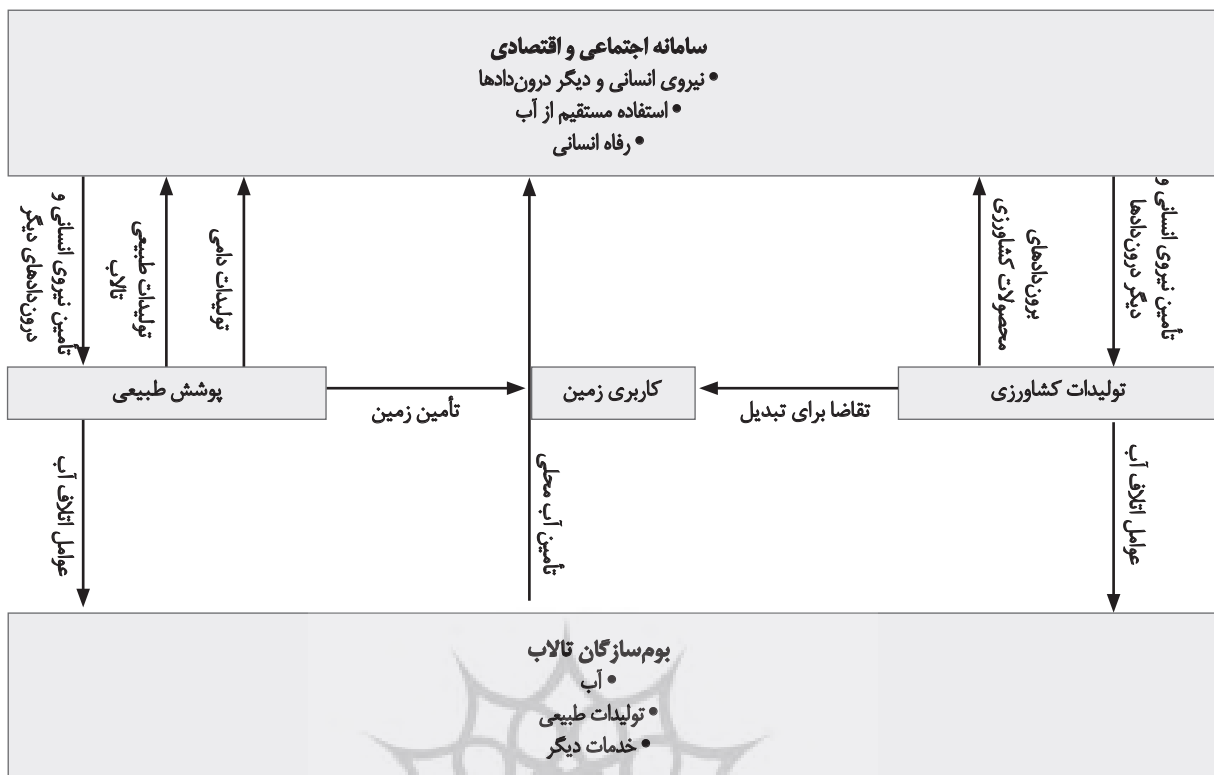 سامانه اجتماعی و اقتصادی
• نیروی انسانی و دیگر درون‌دادها
• استفاده مستقیم از آب
• رفاه انسانی
تأمین نیروی انسانی و
دیگر درون‌دادها
برون‌دادهای
محصولات کشاورزی
تولیدات دامی
تولیدات طبیعی
تالاب
تأمین نیروی انسانی و
درون‌دادهای دیگر
تولیدات کشاورزی
تقاضا برای تبدیل
کاربری زمین
تأمین زمین
پوشش طبیعی
عوامل اتلاف آب
تأمین آب محلی
عوامل اتلاف آب
بوم‌سازگان تالاب
• آب
• تولیدات طبیعی
• خدمات دیگر